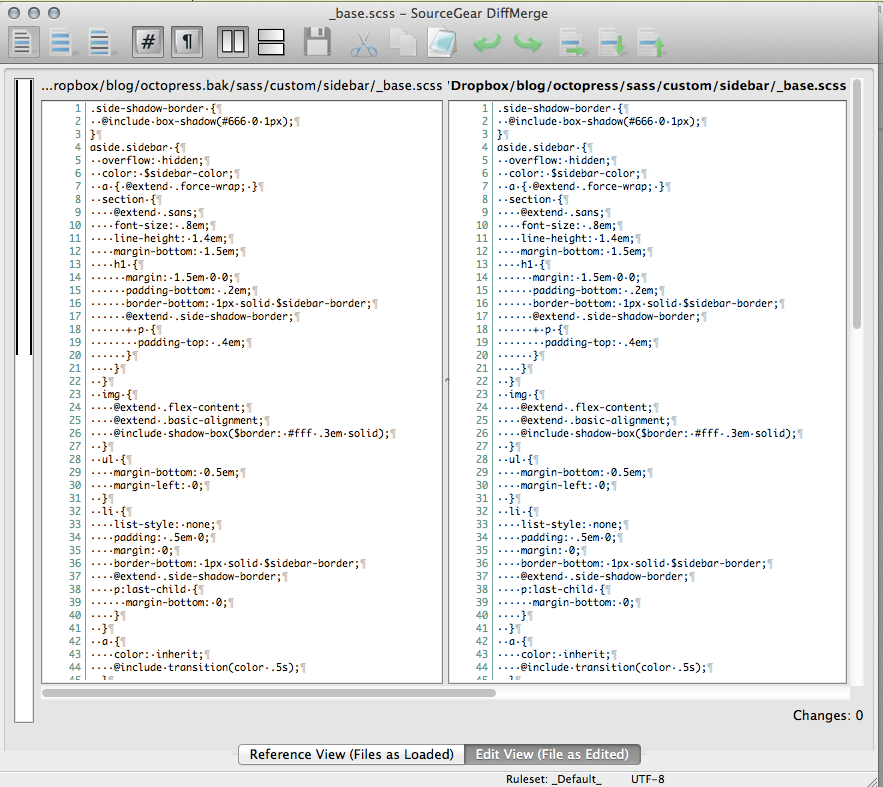 _base.scss – SourceGear DiffMerge
# ¶
...ropbox/blog/octopress.bak/sass/custom/sidebar/_base.scss
1 .side-shadow-border·{¶
2 ··@include·box-shadow(#666·0·1px);¶
3 }¶
4 aside.sidebar·{¶
5 ··overflow:·hidden;¶
6 ··color:·$sidebar-color;¶
7 ··a·{·@extend·.force-wrap;·}¶
8 ··section·{¶
9 ····@extend·.sans;¶
10 ····font-size:·.8em;¶
11 ····line-height:·1.4em;¶
12 ····margin-bottom:·1.5em;¶
13 ····h1·{¶
14 ······margin:·1.5em·0·0;¶
15 ······padding-bottom:·.2em;¶
16 ······border-bottom:·1px·solid·$sidebar-border;¶
17 ······@extend·.side-shadow-border;¶
18 ······+·p·{¶
19 ········padding-top:·.4em;¶
20 ······}¶
21 ····}¶
22 ··}¶
23 ··img·{¶
24 ····@extend·.flex-content;¶
25 ····@extend·.basic-alignment;¶
26 ····@include·shadow-box($border:·#fff·.3em·solid);¶
27 ··}¶
28 ··ul·{¶
29 ····margin-bottom:·0.5em;¶
30 ····margin-left:·0;¶
31 ··}¶
32 ··li·{¶
33 ····list-style:·none;¶
34 ····padding:·.5em·0;¶
35 ····margin:·0;¶
36 ····border-bottom:·1px·solid·$sidebar-border;¶
37 ····@extend·.side-shadow-border;¶
38 ····p:last-child·{¶
39 ······margin-bottom:·0;¶
40 ····}¶
41 ··}¶
42 ··a·{¶
43 ····color:·inherit;¶
44 ····@include·transition(color·.5s);¶
'Dropbox/blog/octopress/sass/custom/sidebar/_base.scss
1 .side-shadow-border·{¶
2 ··@include·box-shadow(#666·0·1px);¶
3 }¶
4 aside.sidebar·{¶
5 ··overflow:·hidden;¶
6 ··color:·$sidebar-color;¶
7 ··a·{·@extend·.force-wrap;·}¶
8 ··section·{¶
9 ····@extend·.sans;¶
10 ····font-size:·.8em;¶
11 ····line-height:·1.4em;¶
12 ····margin-bottom:·1.5em;¶
13 ····h1·{¶
14 ······margin:·1.5em·0·0;¶
15 ······padding-bottom:·.2em;¶
16 ······border-bottom:·1px·solid·$sidebar-border;¶
17 ······@extend·.side-shadow-border;¶
18 ······+·p·{¶
19 ········padding-top:·.4em;¶
20 ······}¶
21 ····}¶
22 ··}¶
23 ··img·{¶
24 ····@extend·.flex-content;¶
25 ····@extend·.basic-alignment;¶
26 ····@include·shadow-box($border:·#fff·.3em·solid);¶
27 ··}¶
28 ··ul·{¶
29 ····margin-bottom:·0.5em;¶
30 ····margin-left:·0;¶
31 ··}¶
32 ··li·{¶
33 ····list-style:·none;¶
34 ····padding:·.5em·0;¶
35 ····margin:·0;¶
36 ····border-bottom:·1px·solid·$sidebar-border;¶
37 ····@extend·.side-shadow-border;¶
38 ····p:last-child·{¶
39 ······margin-bottom:·0;¶
40 ····}¶
41 ··}¶
42 ··a·{¶
43 ····color:·inherit;¶
44 ····@include·transition(color·.5s);¶
Changes: 0
Reference View (Files as Loaded) Edit View (File as Edited)
Ruleset: _Default_ UTF-8